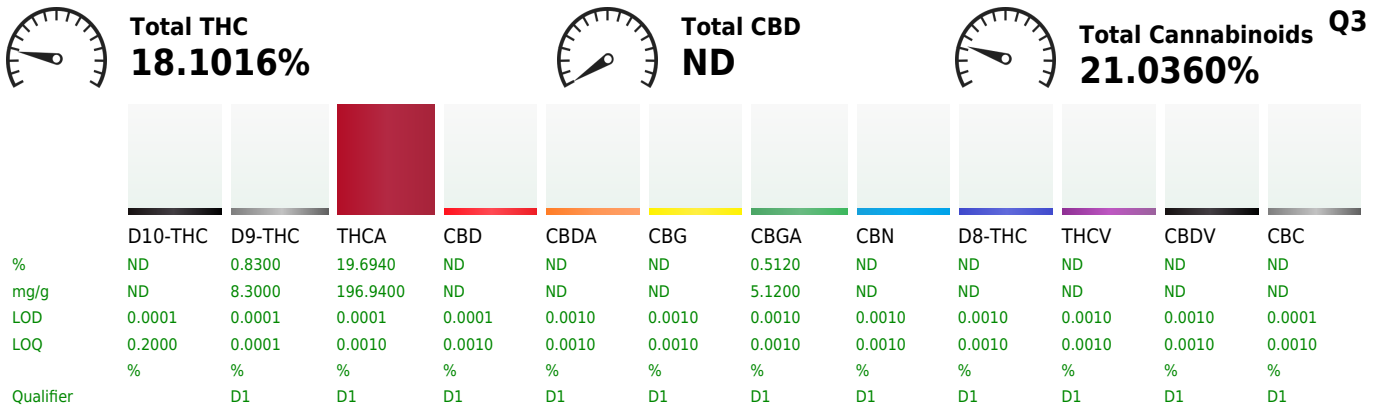 Total THC
18.1016%
Total CBD
ND
Total Cannabinoids Q3
21.0360%
D10-THC D9-THC THCA CBD CBDA CBG CBGA CBN D8-THC THCV CBDV CBC
% ND 0.8300 19.6940 ND ND ND 0.5120 ND ND ND ND ND
mg/g ND 8.3000 196.9400 ND ND ND 5.1200 ND ND ND ND ND
LOD 0.0001 0.0001 0.0001 0.0001 0.0010 0.0010 0.0010 0.0010 0.0010 0.0010 0.0010 0.0001
LOQ 0.2000 0.0001 0.0010 0.0010 0.0010 0.0010 0.0010 0.0010 0.0010 0.0010 0.0010 0.0010
% % % % % % % % % % % %
Qualifier D1 D1 D1 D1 D1 D1 D1 D1 D1 D1 D1